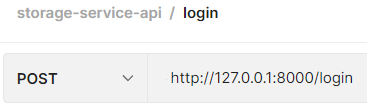 storage-service-api / login
POST http://127.0.0.1:8000/login